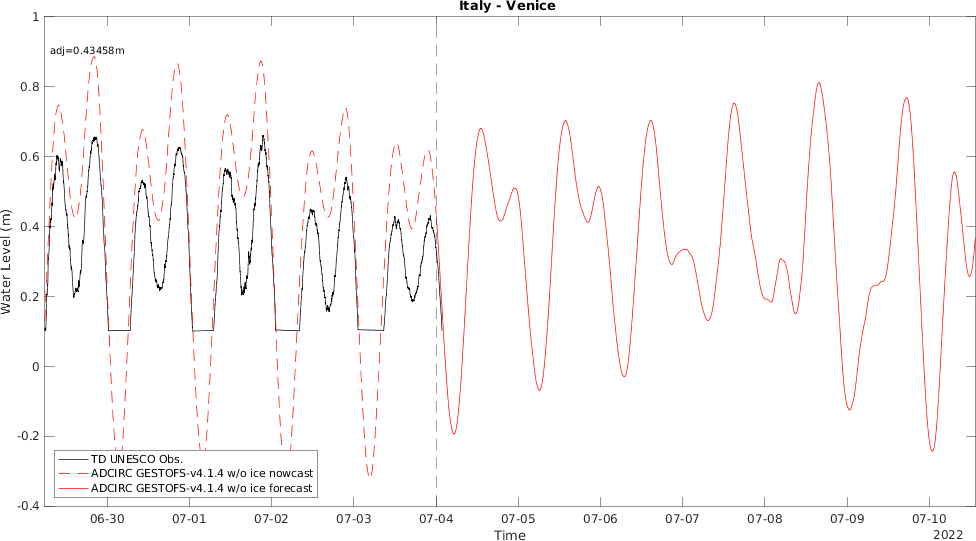 Italy - Venice
adj=0.43458m
Water Level (m)
1
0.8
0.6
0.4
0.2
0
-0.2
-0.4
TD UNESCO Obs.
ADCIRC GESTOFS-v4.1.4 w/o ice nowcast
ADCIRC GESTOFS-v4.1.4 w/o ice forecast
06-30 07-01 07-02 07-03 07-04 07-05 07-06 07-07 07-08 07-09 07-10
Time
2022